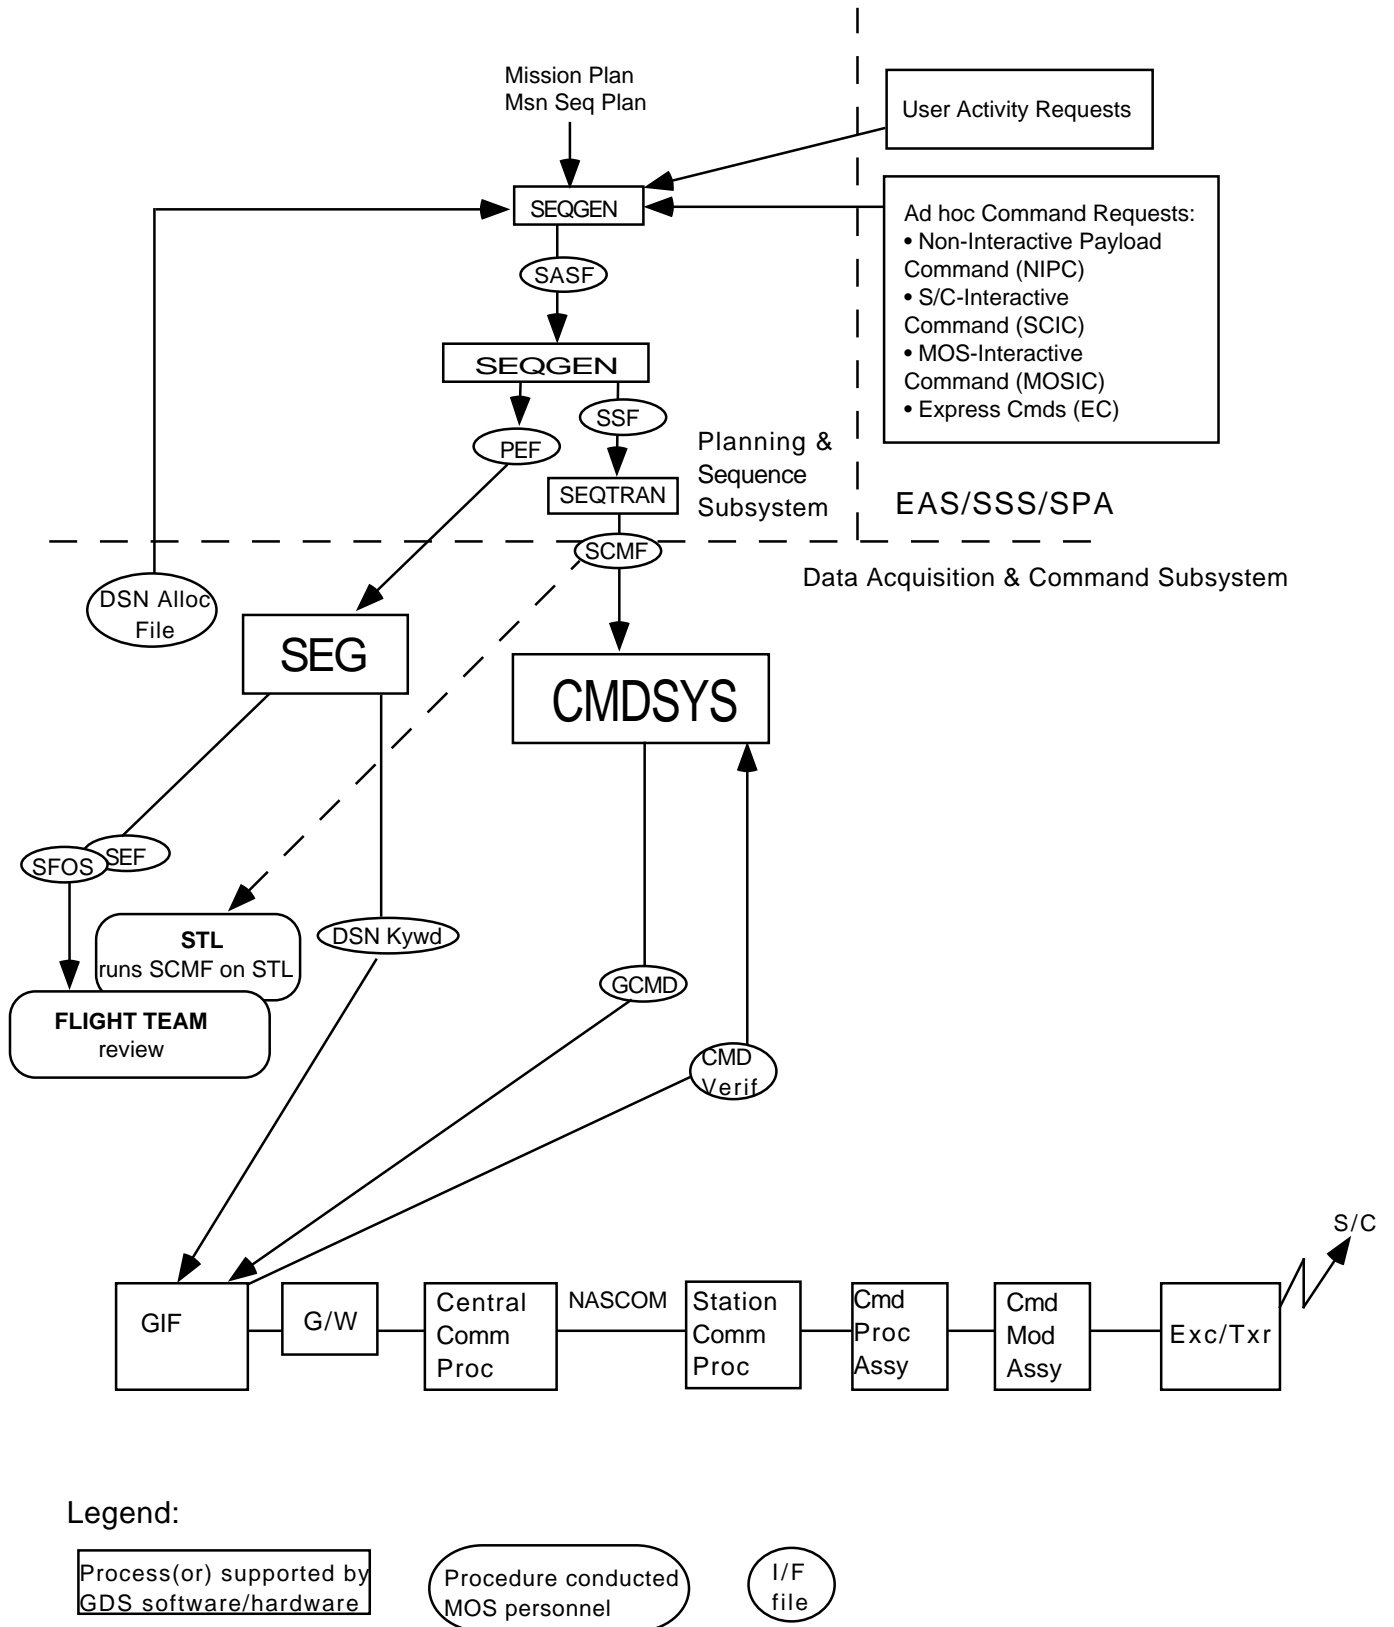 Mission Plan
Msn Seq Plan
User Activity Requests
SEQGEN
Ad hoc Command Requests:
• Non-Interactive Payload
Command (NIPC)
• S/C-Interactive
Command (SCIC)
• MOS-Interactive
Command (MOSIC)
• Express Cmds (EC)
SASF
SEQGEN
SSF
PEF
Planning &
Sequence
Subsystem
SEQTRAN
EAS/SSS/SPA
SCMF
Data Acquisition & Command Subsystem
DSN Alloc
File
SEG
CMDSYS
SFOS
SEF
STL
runs SCMF on STL
DSN Kywd
GCMD
FLIGHT TEAM
review
CMD
Verif
S/C
GIF
G/W
Central
Comm
Proc
NASCOM
Station
Comm
Proc
Cmd
Proc
Assy
Cmd
Mod
Assy
Exc/Txr
Legend:
Process(or) supported by
GDS software/hardware
Procedure conducted
MOS personnel
I/F
file